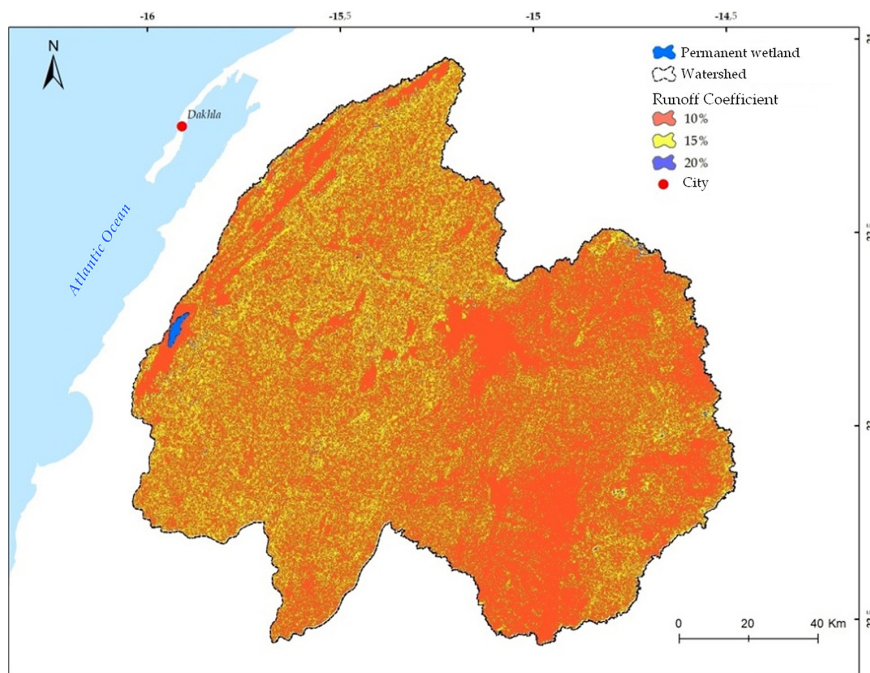 -16
-15,5
-15
-14,5
N
Permanent wetland
Watershed
Runoff Coefficient
10%
15%
20%
City
Dakhla
Atlantic Ocean
0
20
40 Km